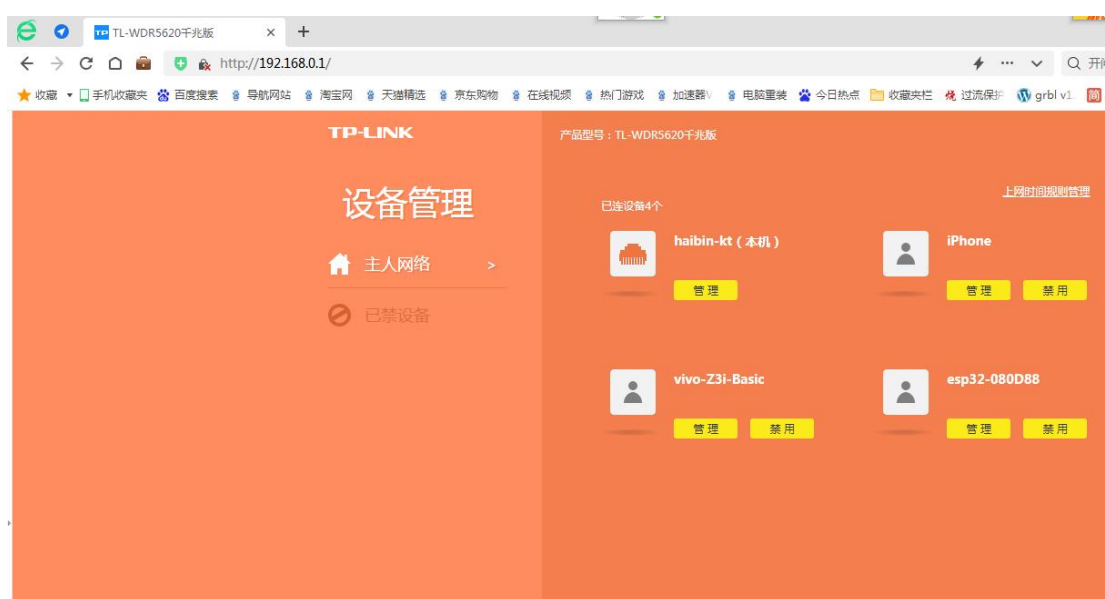 TL-WDR5620千兆版
http://192.168.0.1/
收藏 手机收藏夹 百度搜索 导航网站 淘宝网 天猫精选 京东购物 在线视频 热门游戏 加速器 电脑重装 今日热点 收藏夹栏 过流保护 grbl v1. 简
TP-LINK
产品型号：TL-WDR5620千兆版
设备管理
上网时间规则管理
已连设备4个
主人网络 >
已禁设备
haibin-kt ( 本机 )
管理
iPhone
管理 禁用
vivo-Z3i-Basic
管理 禁用
esp32-080D88
管理 禁用